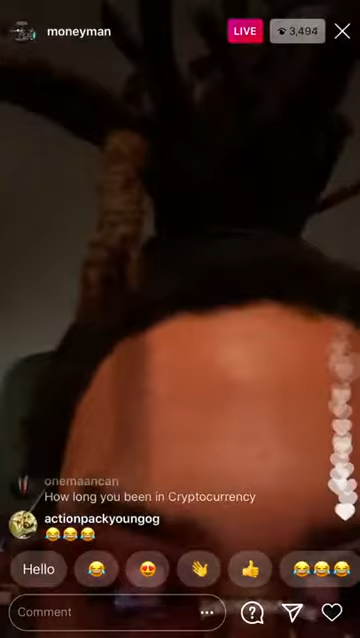 moneyman
LIVE
3,494
onemaancan
How long you been in Cryptocurrency
actionpackyoungog
😂😂😂
Hello 😂 😍 👋 👍 😂😂😂
Comment